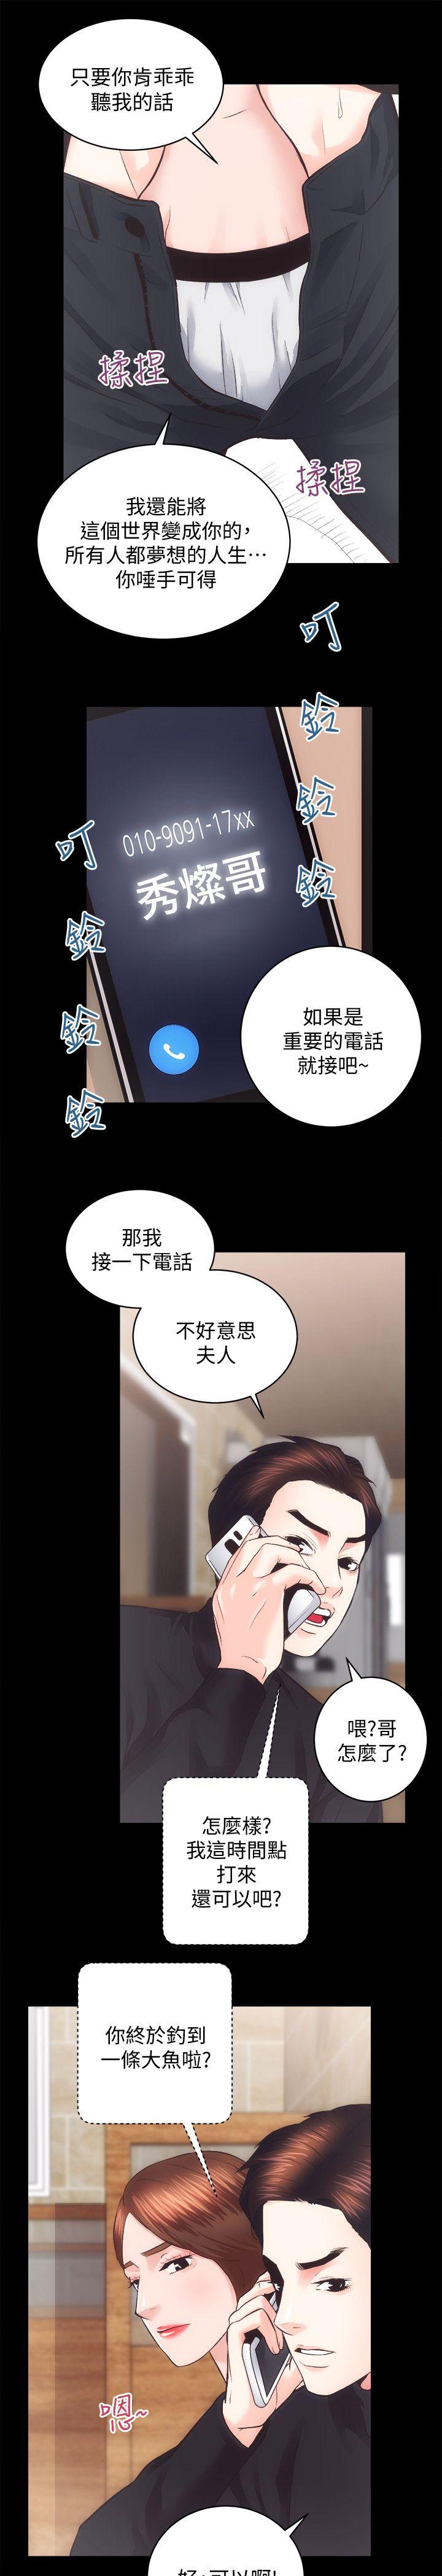 只要你肯乖乖
聽我的話
揉捏
揉捏
我還能將
這個世界變成你的,
所有人都夢想的人生…
你唾手可得
叮
鈴
鈴
鈴
010-9091-17xx
秀燦哥
叮
鈴
鈴
鈴
如果是
重要的電話
就接吧~
那我
接一下電話
不好意思
夫人
喂?哥
怎麼了?
怎麼樣?
我這時間點
打來
還可以吧?
你終於釣到
一條大魚啦?
嗯~
好,可以啊!